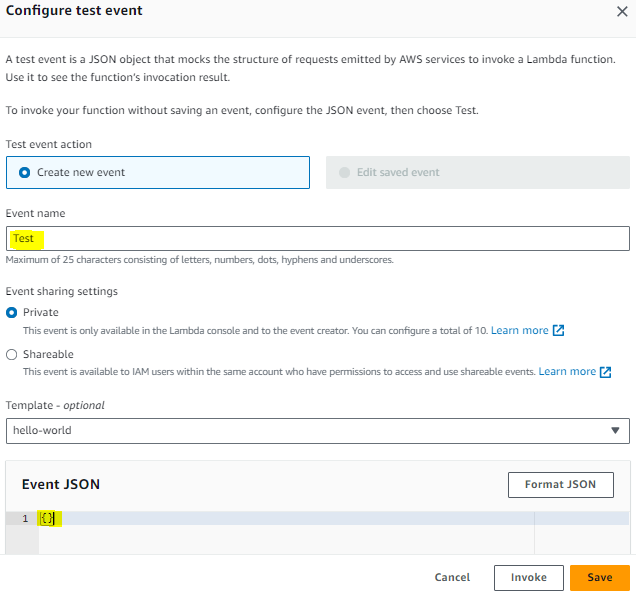 Configure test event
A test event is a JSON object that mocks the structure of requests emitted by AWS services to invoke a Lambda function.
Use it to see the function's invocation result.
To invoke your function without saving an event, configure the JSON event, then choose Test.
Test event action
Create new event
Edit saved event
Event name
Test
Maximum of 25 characters consisting of letters, numbers, dots, hyphens and underscores.
Event sharing settings
Private
This event is only available in the Lambda console and to the event creator. You can configure a total of 10. Learn more
Shareable
This event is available to IAM users within the same account who have permissions to access and use shareable events. Learn more
Template - optional
hello-world
Event JSON
Format JSON
1 {}
Cancel
Invoke
Save